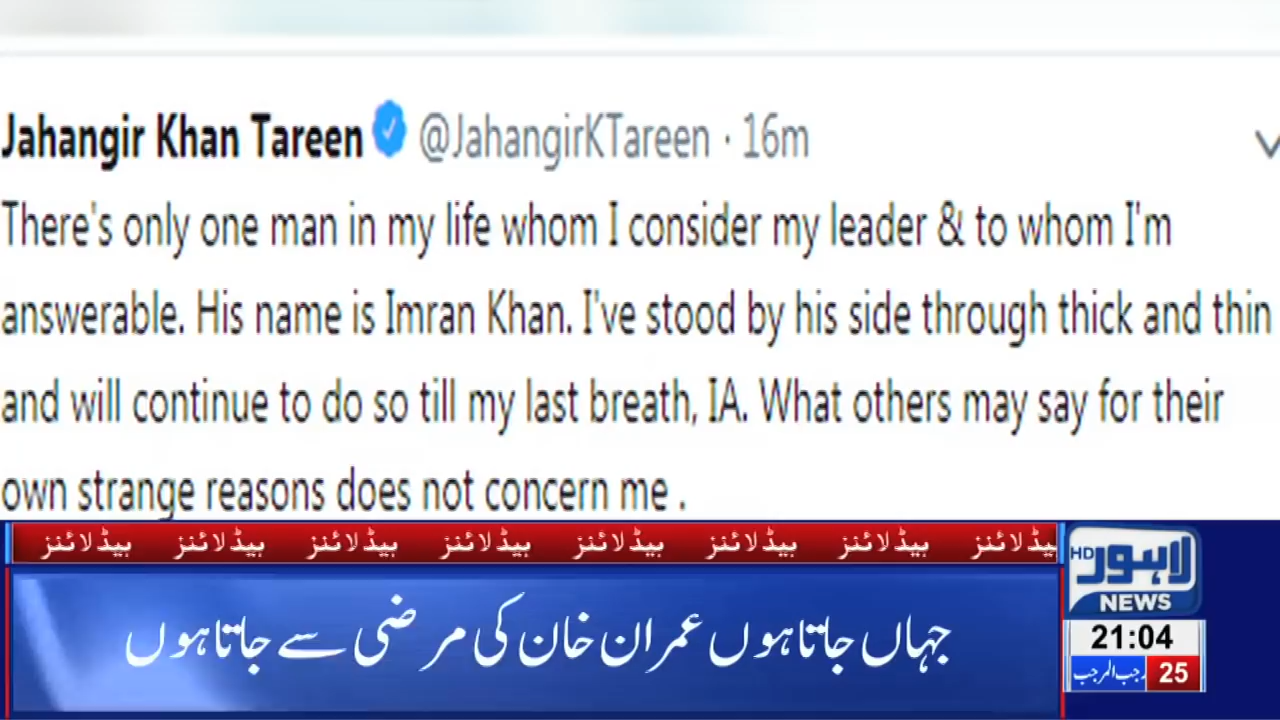 Jahangir Khan Tareen @JahangirKTareen · 16m
There's only one man in my life whom I consider my leader & to whom I'm
answerable. His name is Imran Khan. I've stood by his side through thick and thin
and will continue to do so till my last breath, IA. What others may say for their
own strange reasons does not concern me .
ہیڈلائنز ہیڈلائنز ہیڈلائنز ہیڈلائنز ہیڈلائنز ہیڈلائنز ہیڈلائنز ہیڈلائنز
جہاں جاتا ہوں عمران خان کی مرضی سے جاتا ہوں
HD لاہور
NEWS
21:04
25 رجب المرجب